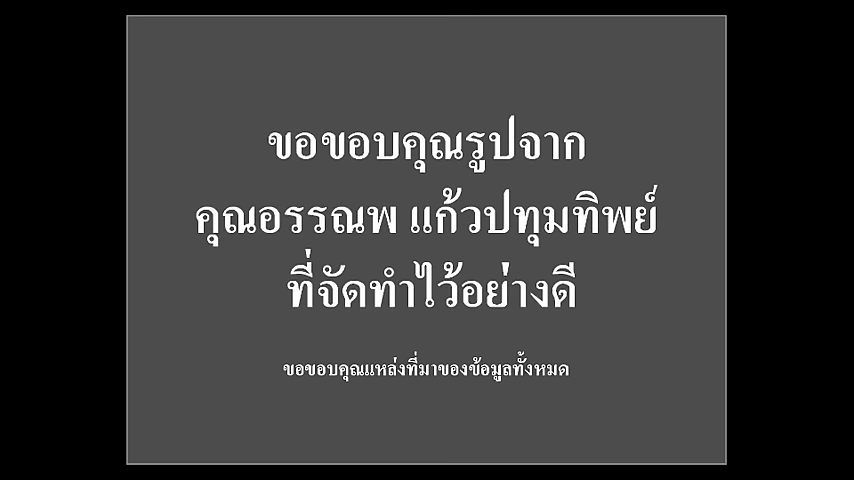 ขอขอบคุณรูปจาก
คุณอรรณพ แก้วปทุมทิพย์
ที่จัดทำไว้อย่างดี
ขอขอบคุณแหล่งที่มาของข้อมูลทั้งหมด